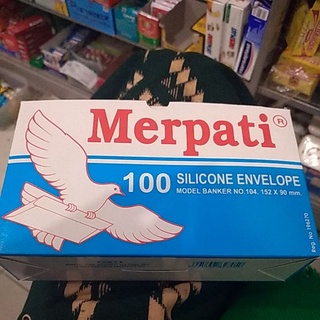 Merpati ®
100 SILICONE ENVELOPE
MODEL BANKER NO.104. 152 X 90 mm.